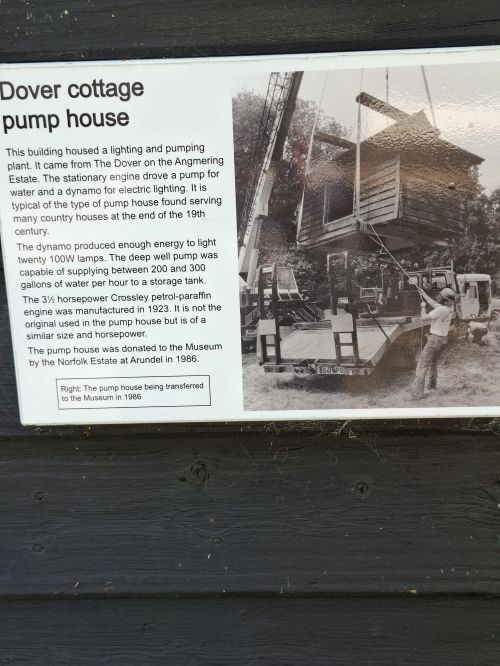 Dover cottage
pump house
This building housed a lighting and pumping
plant. It came from The Dover on the Angmering
Estate. The stationary engine drove a pump for
water and a dynamo for electric lighting. It is
typical of the type of pump house found serving
many country houses at the end of the 19th
century.
The dynamo produced enough energy to light
twenty 100W lamps. The deep well pump was
capable of supplying between 200 and 300
gallons of water per hour to a storage tank.
The 3½ horsepower Crossley petrol-paraffin
engine was manufactured in 1923. It is not the
original used in the pump house but is of a
similar size and horsepower.
The pump house was donated to the Museum
by the Norfolk Estate at Arundel in 1986.
Right: The pump house being transferred
to the Museum in 1986